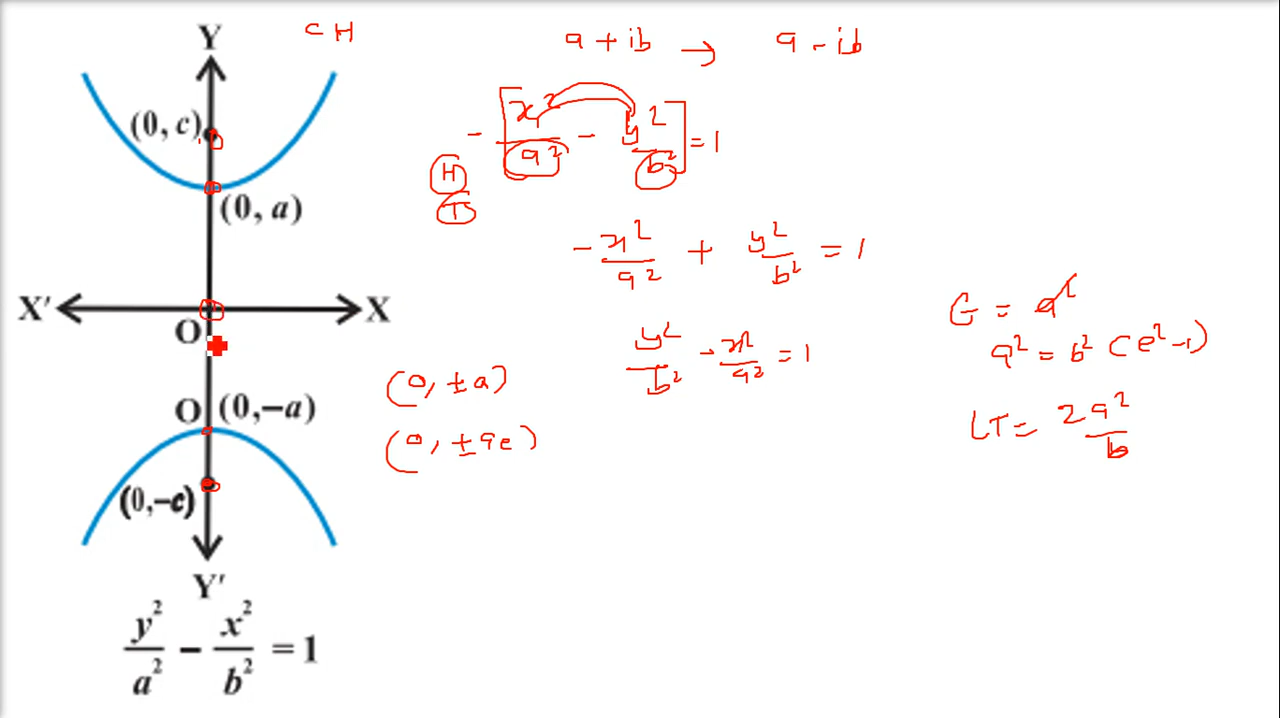 Y
(0, c)
(0, a)
X′
X
O
O
(0,−a)
(0,−c)
Y′
y²/a² − x²/b² = 1
C H
a + ib → a - ib
- [x²/a² - y²/b²] = 1
H
TS
-x²/a² + y²/b² = 1
y²/b² - x²/a² = 1
(0, ±a)
(0, ±ae)
a² = b² (e² -1)
LT = 2a²/b